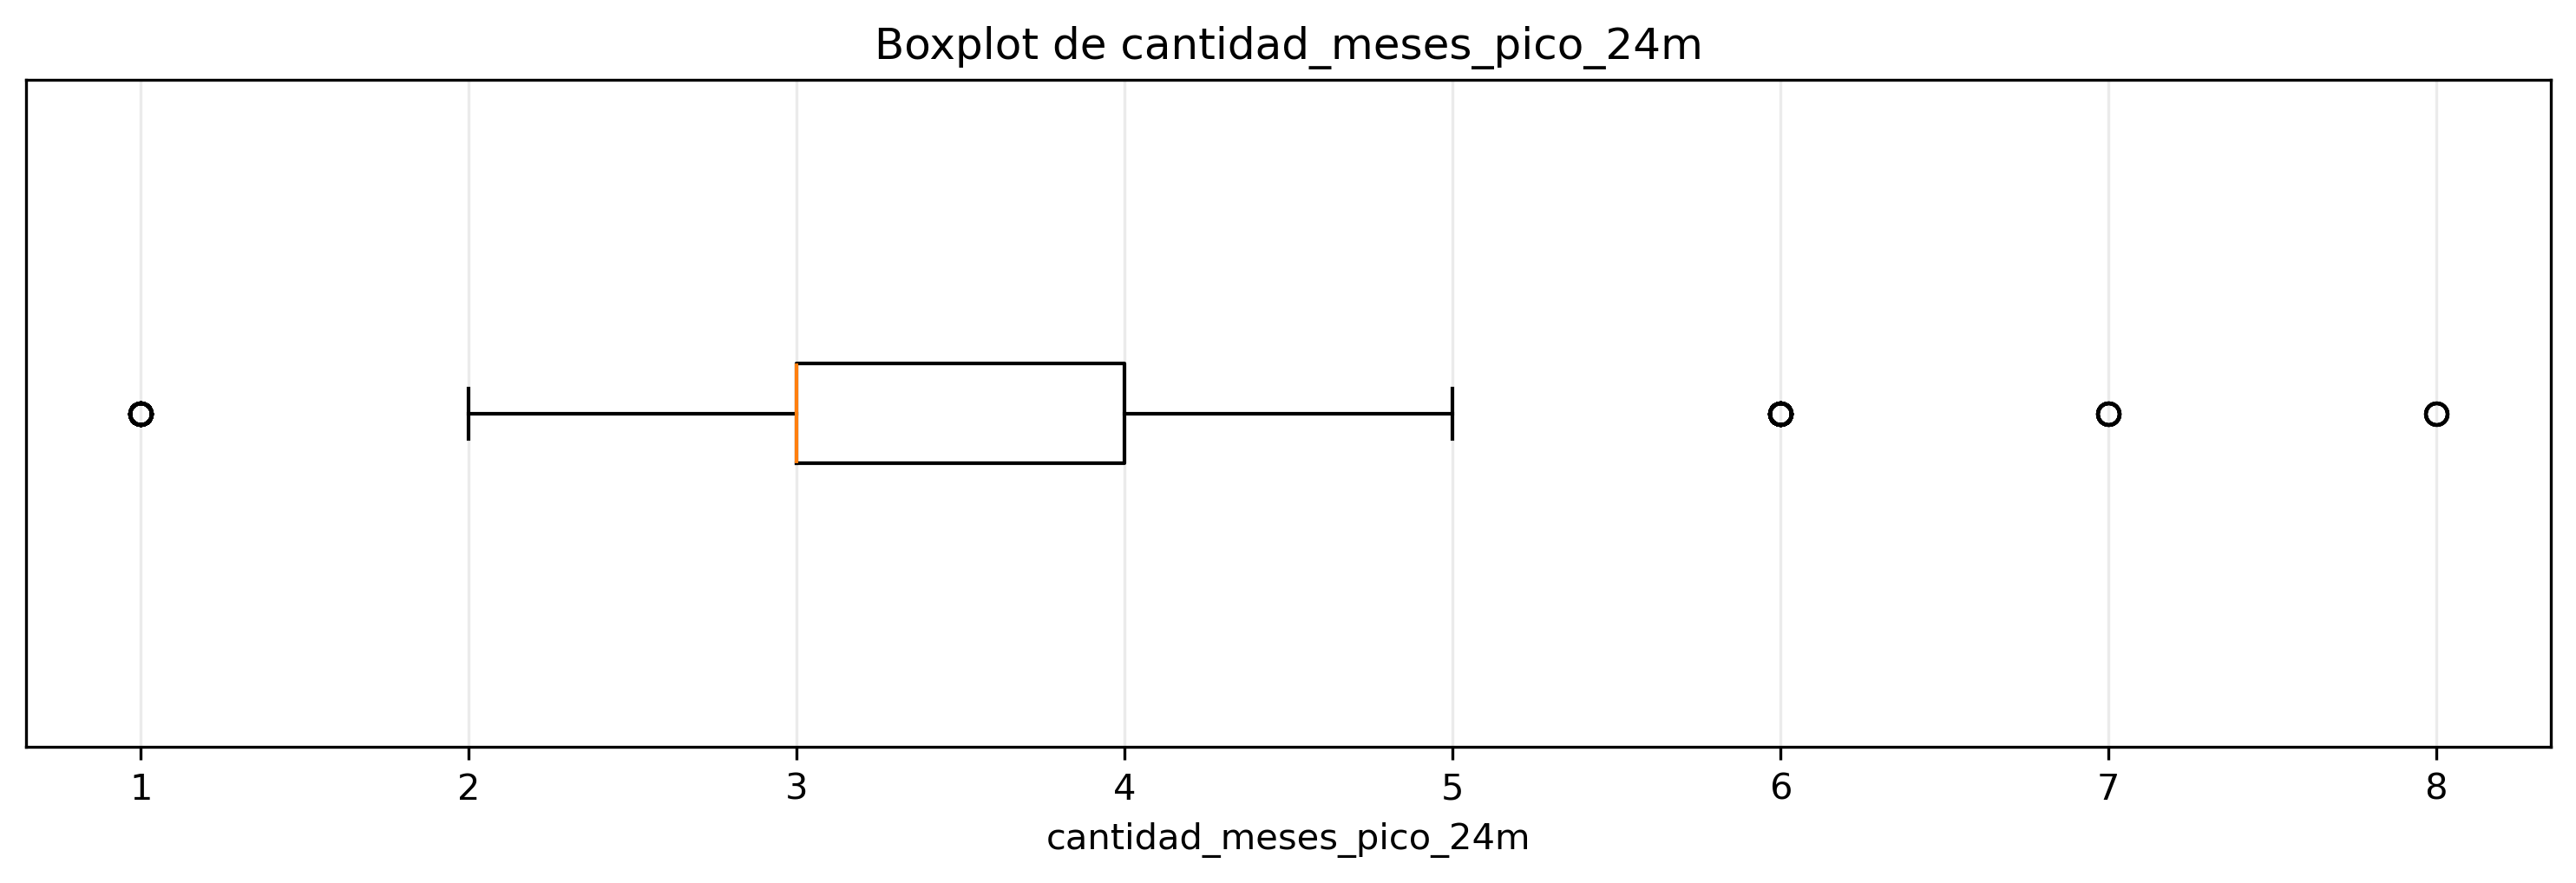 Boxplot de cantidad_meses_pico_24m
1 2 3 4 5 6 7 8
cantidad_meses_pico_24m